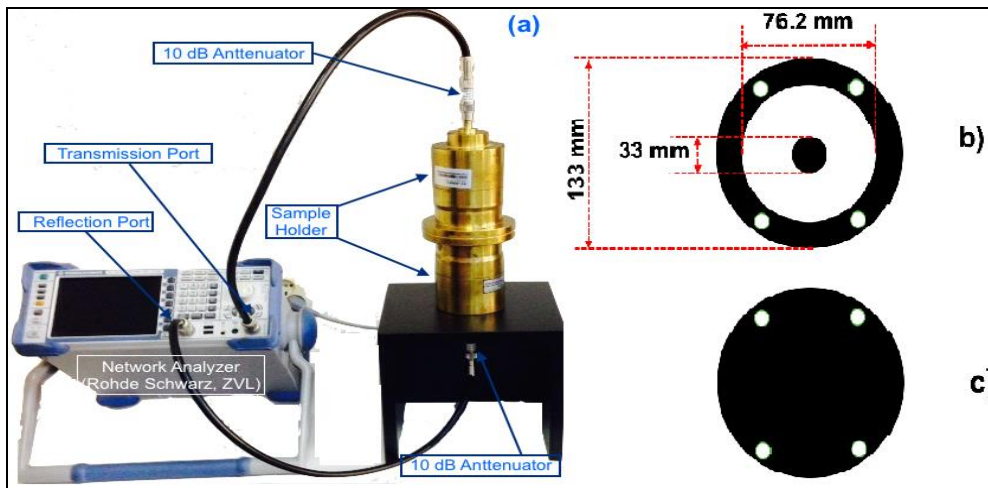 (a)
10 dB Anttenuator
Transmission Port
Reflection Port
Sample
Holder
Network Analyzer
(Rohde Schwarz, ZVL)
10 dB Anttenuator
76.2 mm
133 mm
33 mm
b)
c)